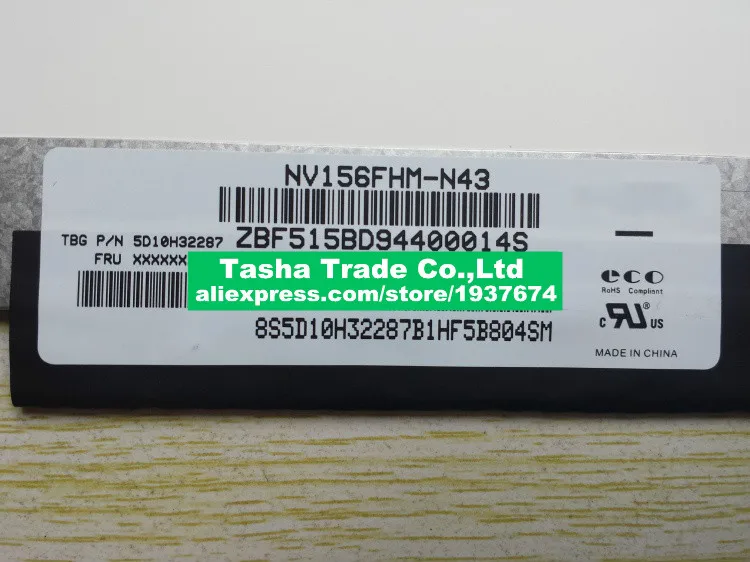 NV156FHM-N43
TBG P/N 5D10H32287 ZBF515BD94400014S
FRU XXXXXX
Tasha Trade Co.,Ltd
aliexpress.com/store/1937674
8S5D10H32287B1HF5B804SM
eco
RoHS Compliant
c RU ® US
MADE IN CHINA